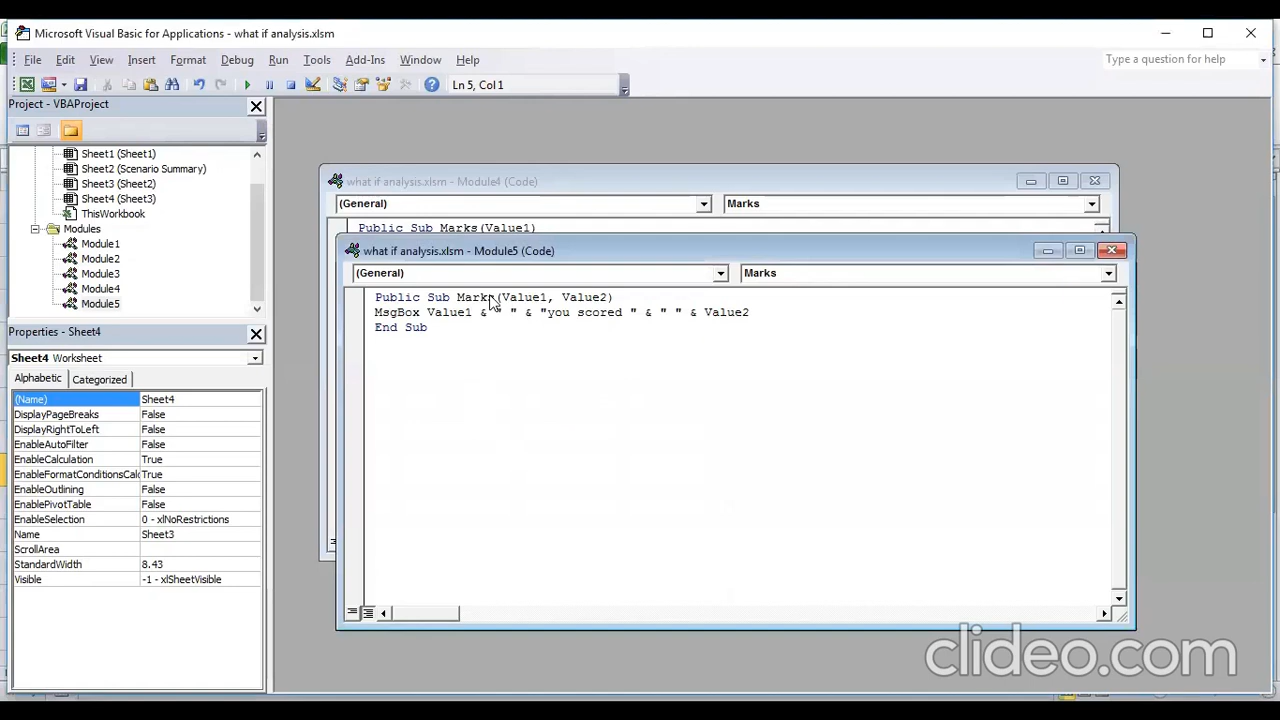 Microsoft Visual Basic for Applications - what if analysis.xlsm
File Edit View Insert Format Debug Run Tools Add-Ins Window Help
Type a question for help
Ln 5, Col 1
Project - VBAProject
Sheet1 (Sheet1)
Sheet2 (Scenario Summary)
Sheet3 (Sheet2)
Sheet4 (Sheet3)
ThisWorkbook
Modules
Module1
Module2
Module3
Module4
Module5
Properties - Sheet4
Sheet4 Worksheet
Alphabetic Categorized
(Name) Sheet4
DisplayPageBreaks False
DisplayRightToLeft False
EnableAutoFilter False
EnableCalculation True
EnableFormatConditionsCalc True
EnableOutlining False
EnablePivotTable False
EnableSelection 0 - xlNoRestrictions
Name Sheet3
ScrollArea
StandardWidth 8.43
Visible -1 - xlSheetVisible
what if analysis.xlsm - Module4 (Code)
(General) Marks
Public Sub Marks(Value1)
what if analysis.xlsm - Module5 (Code)
(General) Marks
Public Sub Marks(Value1, Value2)
MsgBox Value1 & " " & "you scored " & " " & Value2
End Sub
clideo.com